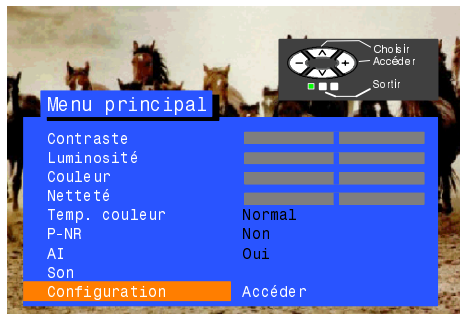 Choisir
Accéder
Sortir
Menu principal
Contraste
Luminosité
Couleur
Netteté
Temp. couleur Normal
P-NR Non
AI Oui
Son
Configuration Accéder